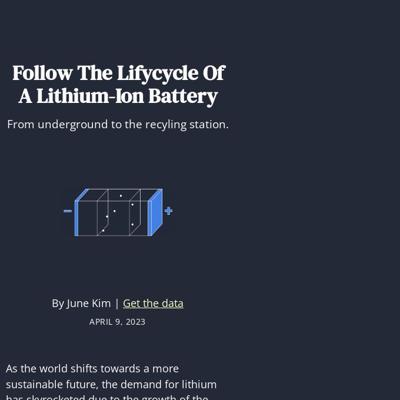 Follow The Lifycycle Of
A Lithium-Ion Battery
From underground to the recyling station.
− +
By June Kim | Get the data
APRIL 9, 2023
As the world shifts towards a more
sustainable future, the demand for lithium
has skyrocketed due to the growth of the